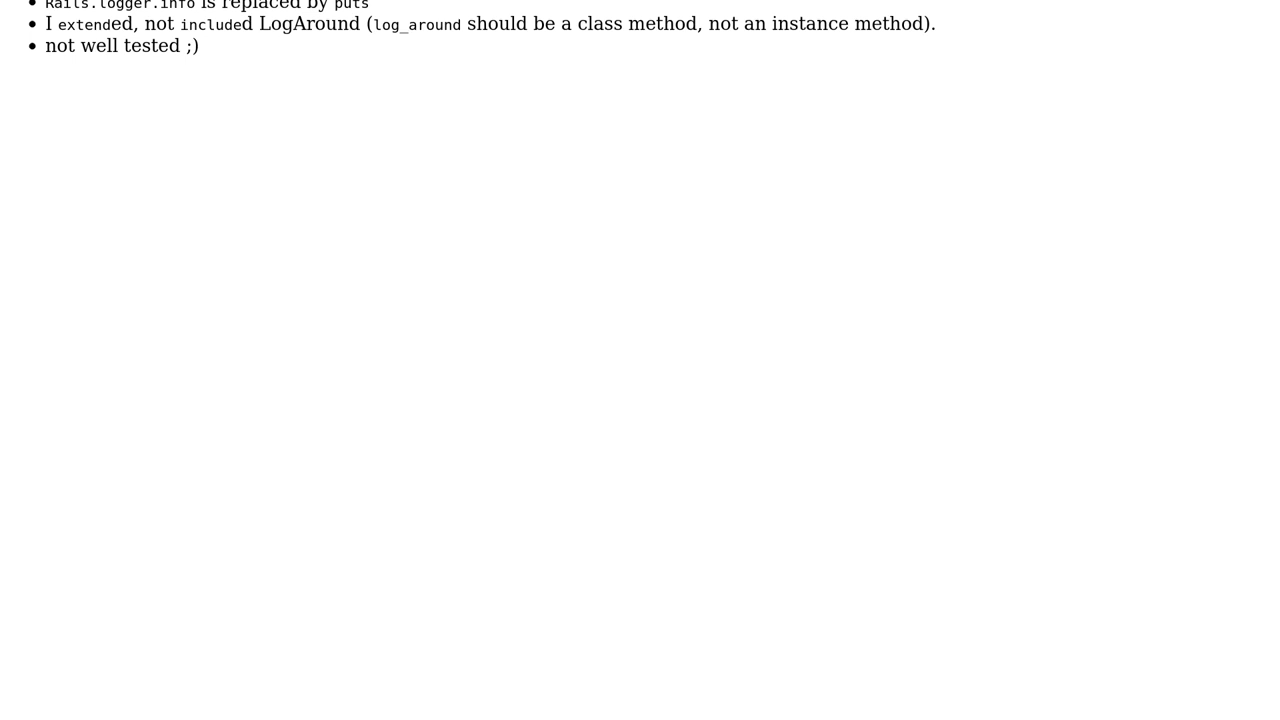 Rails.logger.info is replaced by puts
I extended, not included LogAround (log_around should be a class method, not an instance method).
not well tested ;)